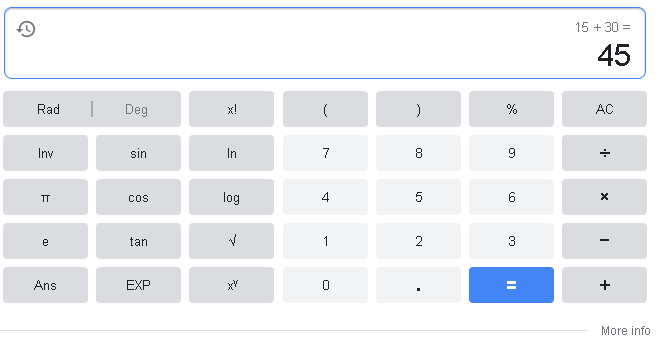 15 + 30 =
45
Rad | Deg x! ( ) % AC
Inv sin ln 7 8 9 ÷
π cos log 4 5 6 ×
e tan √ 1 2 3 −
Ans EXP xʸ 0 . = +
More info